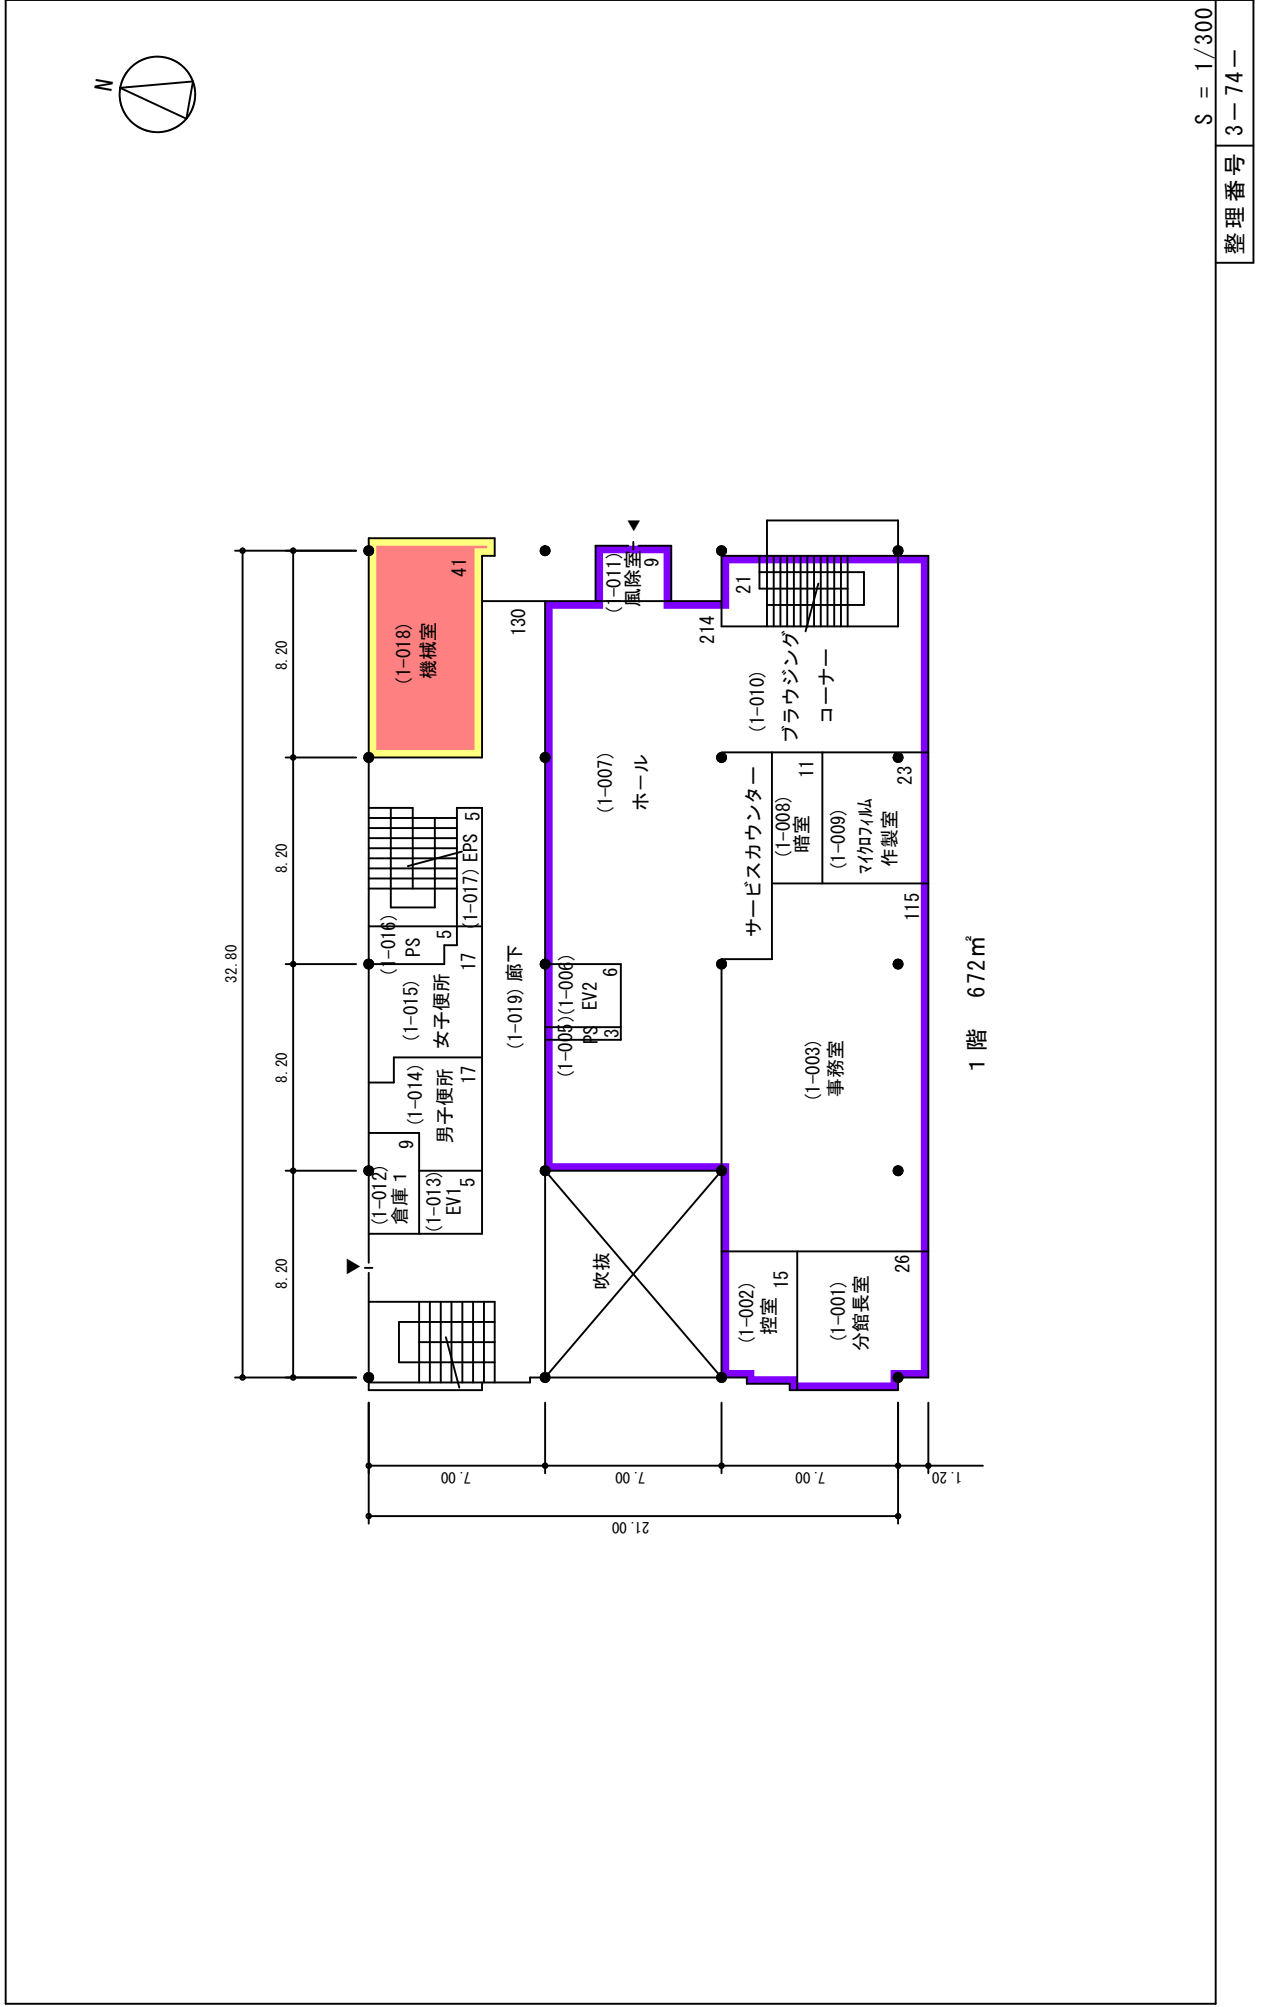 N
S = 1/300
整理番号 3－74－
32.80
8.20
8.20
8.20
8.20
(1-012)
倉庫 1
9
(1-013)
EV1
5
(1-014)
男子便所
17
(1-015)
女子便所
17
(1-016)
PS
5
(1-017) EPS 5
(1-018)
機械室
41
(1-019) 廊下
130
吹抜
(1-005)
PS
3
(1-006)
EV2
6
(1-007)
ホール
214
(1-011)
風除室
9
(1-002)
控室
15
(1-001)
分館長室
26
(1-003)
事務室
115
サービスカウンター
(1-008)
暗室
11
(1-009)
ﾏｲｸﾛﾌｨﾙﾑ
作製室
23
(1-010)
ブラウジング
コーナー
21
7.00
7.00
7.00
1.20
21.00
1階 672㎡